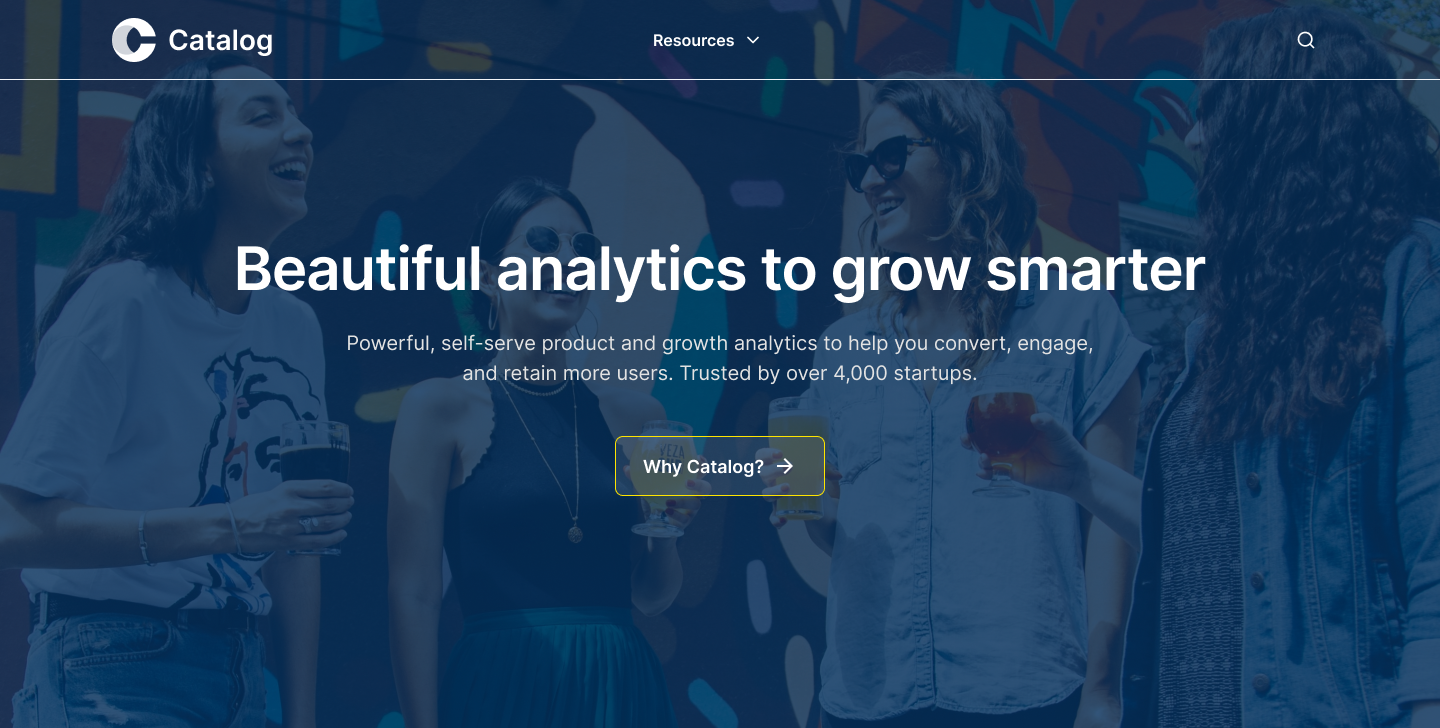 Catalog
Resources
Beautiful analytics to grow smarter
Powerful, self-serve product and growth analytics to help you convert, engage,
and retain more users. Trusted by over 4,000 startups.
Why Catalog?